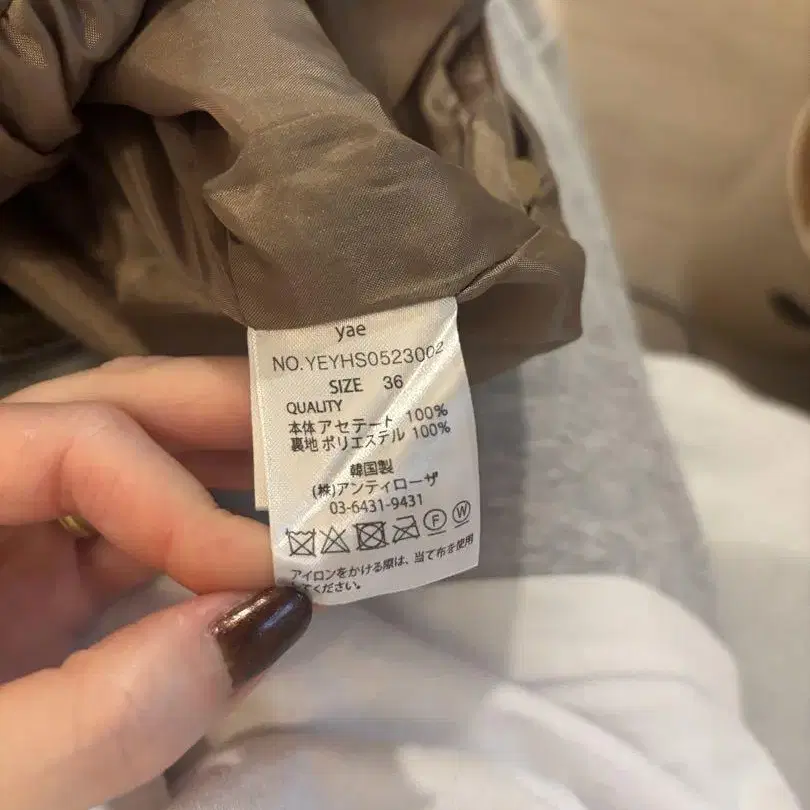 yae
NO.YEYHS0523002
SIZE 36
QUALITY
本体 アセテート 100%
裏地 ポリエステル 100%
韓国製
(株)アンティローザ
03-6431-9431
F W
アイロンをかける際は、当て布を使用
してください。